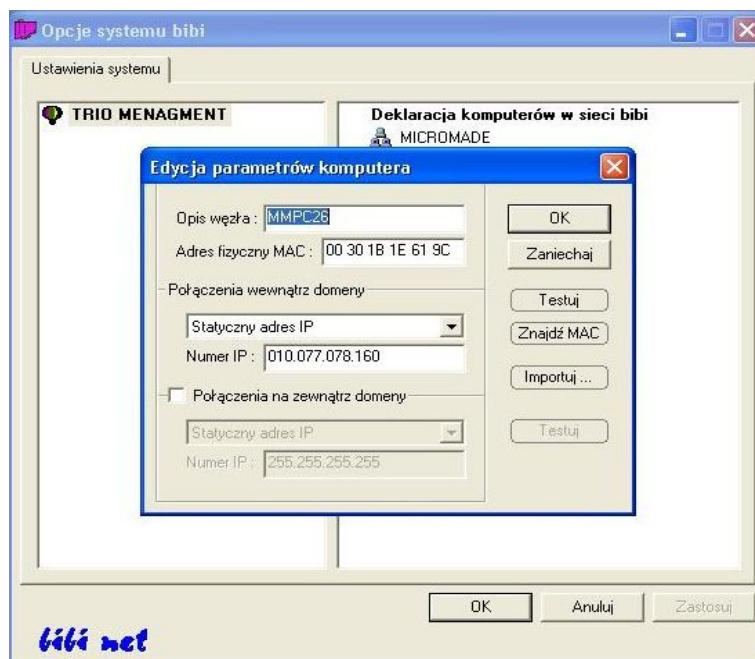 Opcje systemu bibi
Ustawienia systemu
TRIO MENAGMENT
Deklaracja komputerów w sieci bibi
MICROMADE
Edycja parametrów komputera
Opis węzła : MMPC26
OK
Adres fizyczny MAC : 00 30 1B 1E 61 9C
Zaniechaj
Połączenia wewnątrz domeny
Testuj
Statyczny adres IP
Znajdź MAC
Numer IP : 010.077.078.160
Importuj ...
Połączenia na zewnątrz domeny
Statyczny adres IP
Testuj
Numer IP : 255.255.255.255
OK
Anuluj
Zastosuj
bibi net